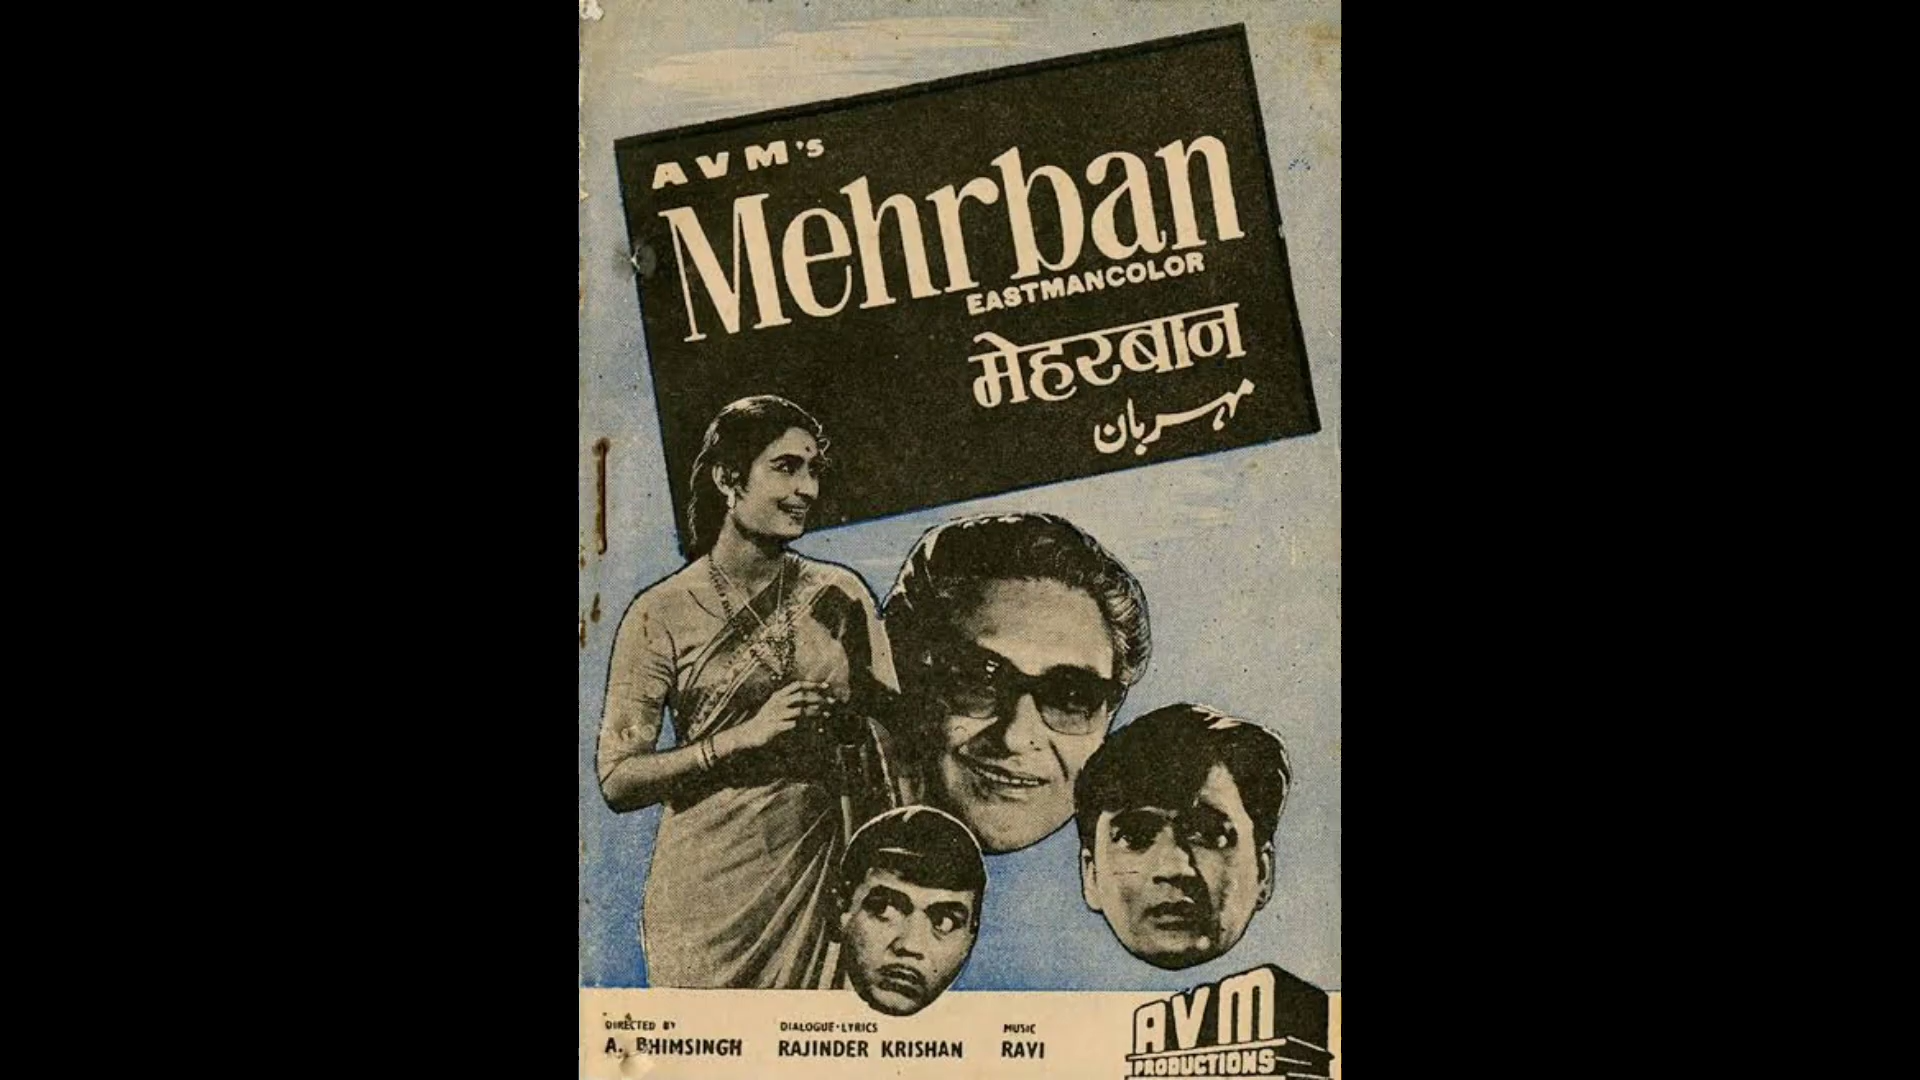 AVM's
Mehrban
EASTMANCOLOR
मेहरबान
مہربان
DIRECTED BY
A. BHIMSINGH
DIALOGUE-LYRICS
RAJINDER KRISHAN
MUSIC
RAVI
AVM
PRODUCTIONS